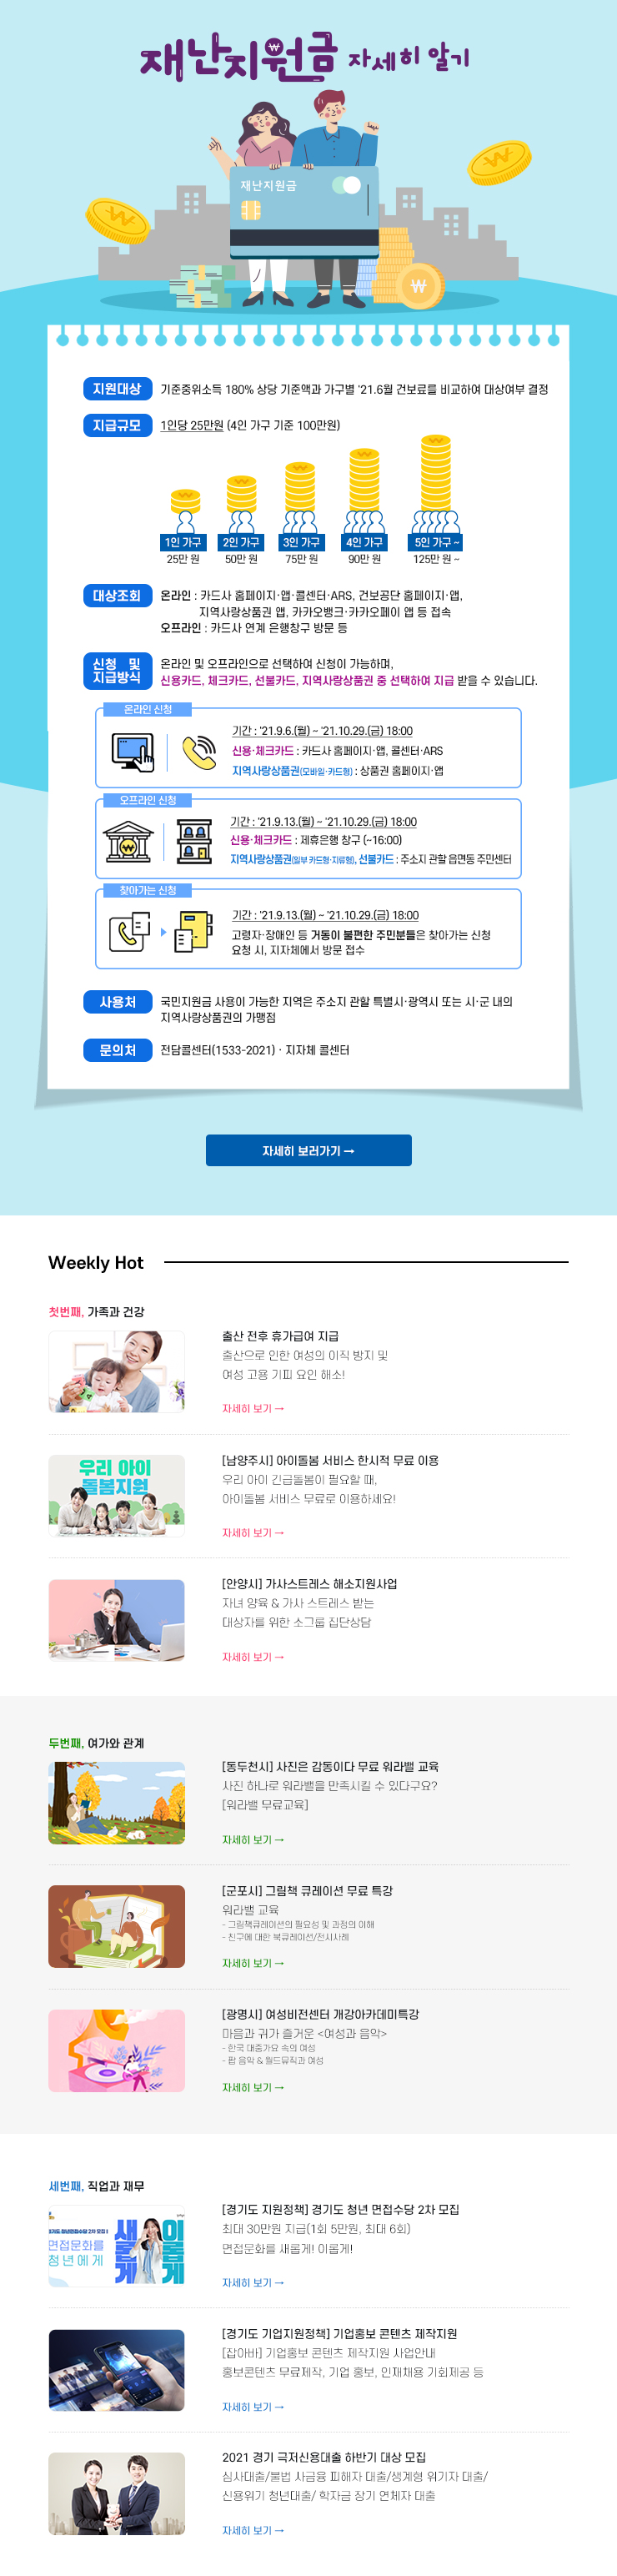 재난지원금 자세히 알기
재난지원금
지원대상 기준중위소득 180% 상당 기준액과 가구별 '21.6월 건보료를 비교하여 대상여부 결정
지급규모 1인당 25만원 (4인 가구 기준 100만원)
1인 가구 2인 가구 3인 가구 4인 가구 5인 가구 ~
25만 원 50만 원 75만 원 90만 원 125만 원 ~
대상조회 온라인 : 카드사 홈페이지·앱·콜센터·ARS, 건보공단 홈페이지·앱,
지역사랑상품권 앱, 카카오뱅크·카카오페이 앱 등 접속
오프라인 : 카드사 연계 은행창구 방문 등
신청 및 지급방식 온라인 및 오프라인으로 선택하여 신청이 가능하며,
신용카드, 체크카드, 선불카드, 지역사랑상품권 중 선택하여 지급 받을 수 있습니다.
온라인 신청
기간 : '21.9.6.(월) ~ '21.10.29.(금) 18:00
신용·체크카드 : 카드사 홈페이지·앱, 콜센터·ARS
지역사랑상품권(모바일·카드형) : 상품권 홈페이지·앱
오프라인 신청
기간 : '21.9.13.(월) ~ '21.10.29.(금) 18:00
신용·체크카드 : 제휴은행 창구 (~16:00)
지역사랑상품권(일부 카드형·지류형), 선불카드 : 주소지 관할 읍면동 주민센터
찾아가는 신청
기간 : '21.9.13.(월) ~ '21.10.29.(금) 18:00
고령자·장애인 등 거동이 불편한 주민분들은 찾아가는 신청
요청 시, 지자체에서 방문 접수
사용처 국민지원금 사용이 가능한 지역은 주소지 관할 특별시·광역시 또는 시·군 내의
지역사랑상품권의 가맹점
문의처 전담콜센터(1533-2021) · 지자체 콜센터
자세히 보러가기 →
Weekly Hot
첫번째, 가족과 건강
출산 전후 휴가급여 지급
출산으로 인한 여성의 이직 방지 및
여성 고용 기피 요인 해소!
자세히 보기 →
우리 아이
돌봄지원
[남양주시] 아이돌봄 서비스 한시적 무료 이용
우리 아이 긴급돌봄이 필요할 때,
아이돌봄 서비스 무료로 이용하세요!
자세히 보기 →
[안양시] 가사스트레스 해소지원사업
자녀 양육 & 가사 스트레스 받는
대상자를 위한 소그룹 집단상담
자세히 보기 →
두번째, 여가와 관계
[동두천시] 사진은 감동이다 무료 워라밸 교육
사진 하나로 워라밸을 만족시킬 수 있다구요?
[워라밸 무료교육]
자세히 보기 →
[군포시] 그림책 큐레이션 무료 특강
워라밸 교육
- 그림책큐레이션의 필요성 및 과정의 이해
- 친구에 대한 북큐레이션/전시사례
자세히 보기 →
[광명시] 여성비전센터 개강아카데미특강
마음과 귀가 즐거운 <여성과 음악>
- 한국 대중가요 속의 여성
- 팝 음악 & 월드뮤직과 여성
자세히 보기 →
세번째, 직업과 재무
경기도 청년면접수당 2차 모집
면접문화를
청년에게
새롭게
이롭게
[경기도 지원정책] 경기도 청년 면접수당 2차 모집
최대 30만원 지급(1회 5만원, 최대 6회)
면접문화를 새롭게! 이롭게!
자세히 보기 →
[경기도 기업지원정책] 기업홍보 콘텐츠 제작지원
[잡아바] 기업홍보 콘텐츠 제작지원 사업안내
홍보콘텐츠 무료제작, 기업 홍보, 인재채용 기회제공 등
자세히 보기 →
2021 경기 극저신용대출 하반기 대상 모집
심사대출/불법 사금융 피해자 대출/생계형 위기자 대출/
신용위기 청년대출/ 학자금 장기 연체자 대출
자세히 보기 →